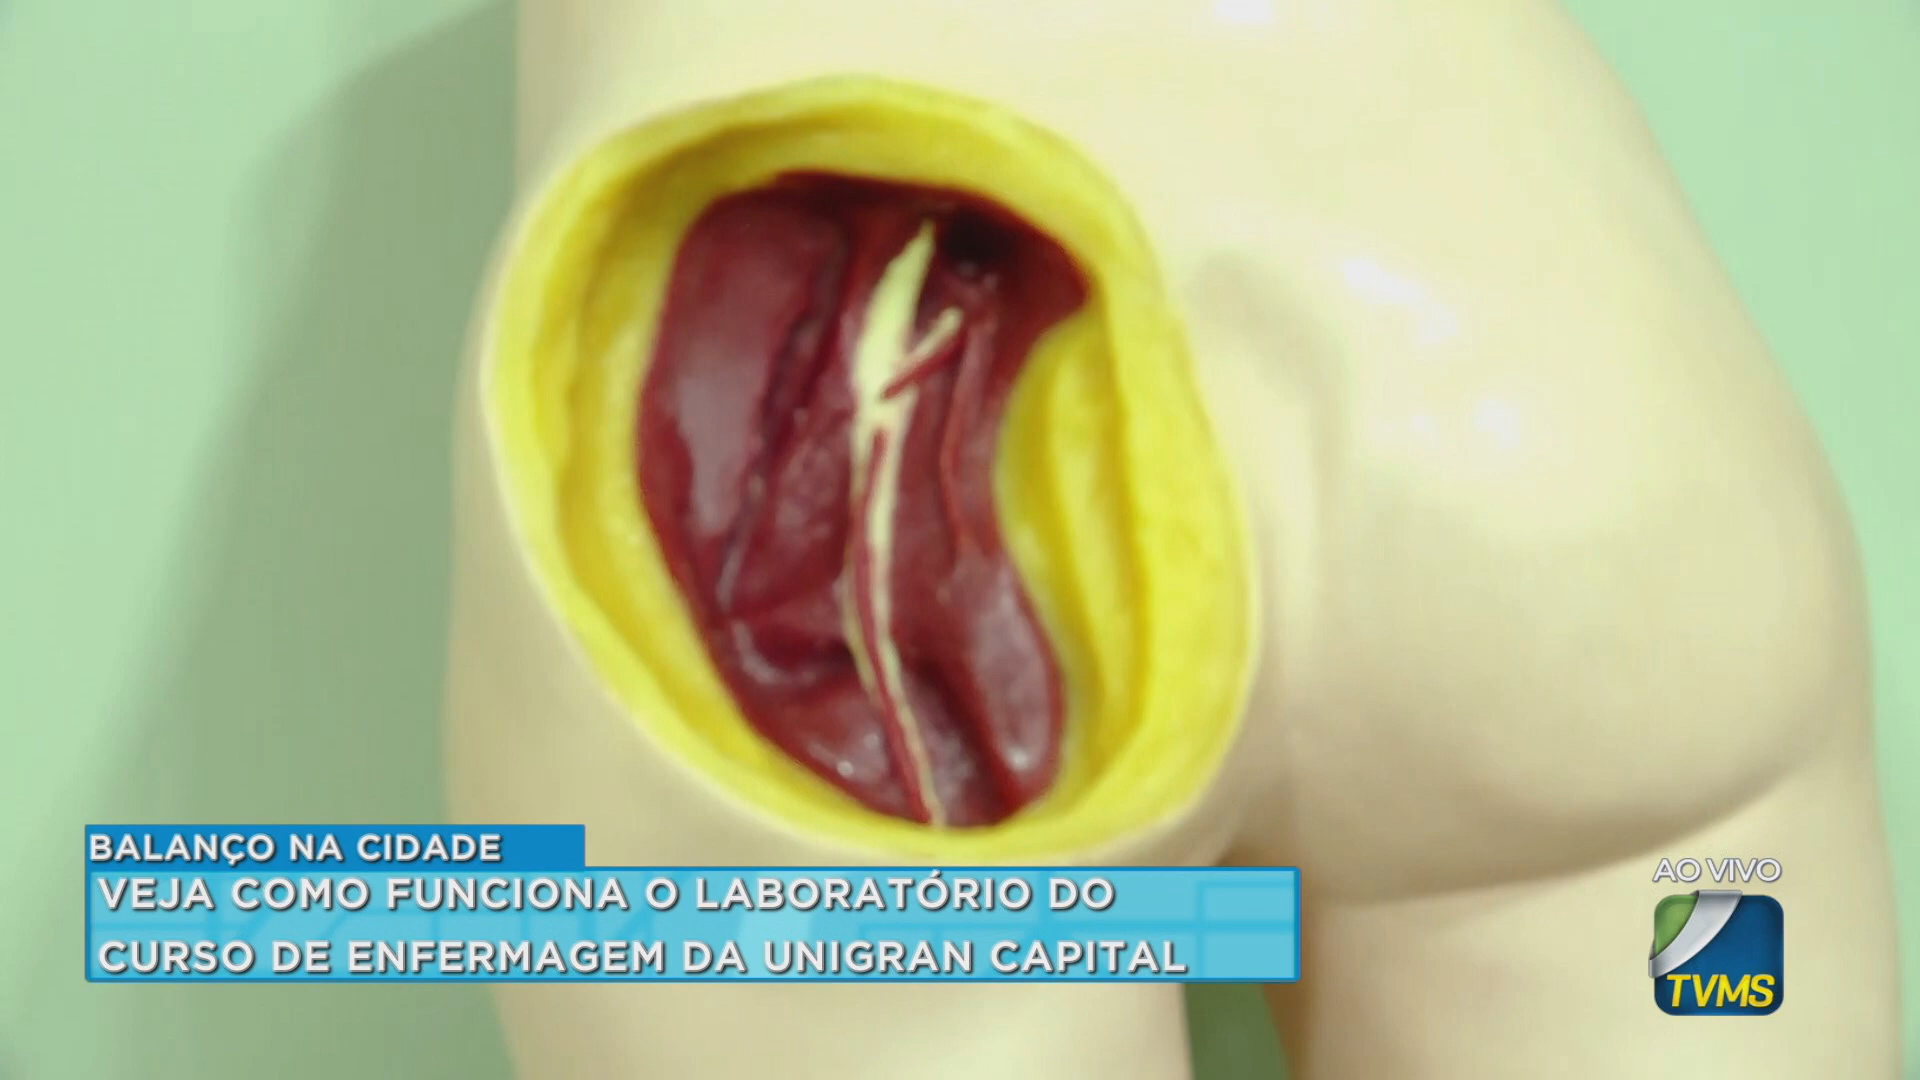 BALANÇO NA CIDADE
VEJA COMO FUNCIONA O LABORATÓRIO DO
CURSO DE ENFERMAGEM DA UNIGRAN CAPITAL
AO VIVO
TVMS